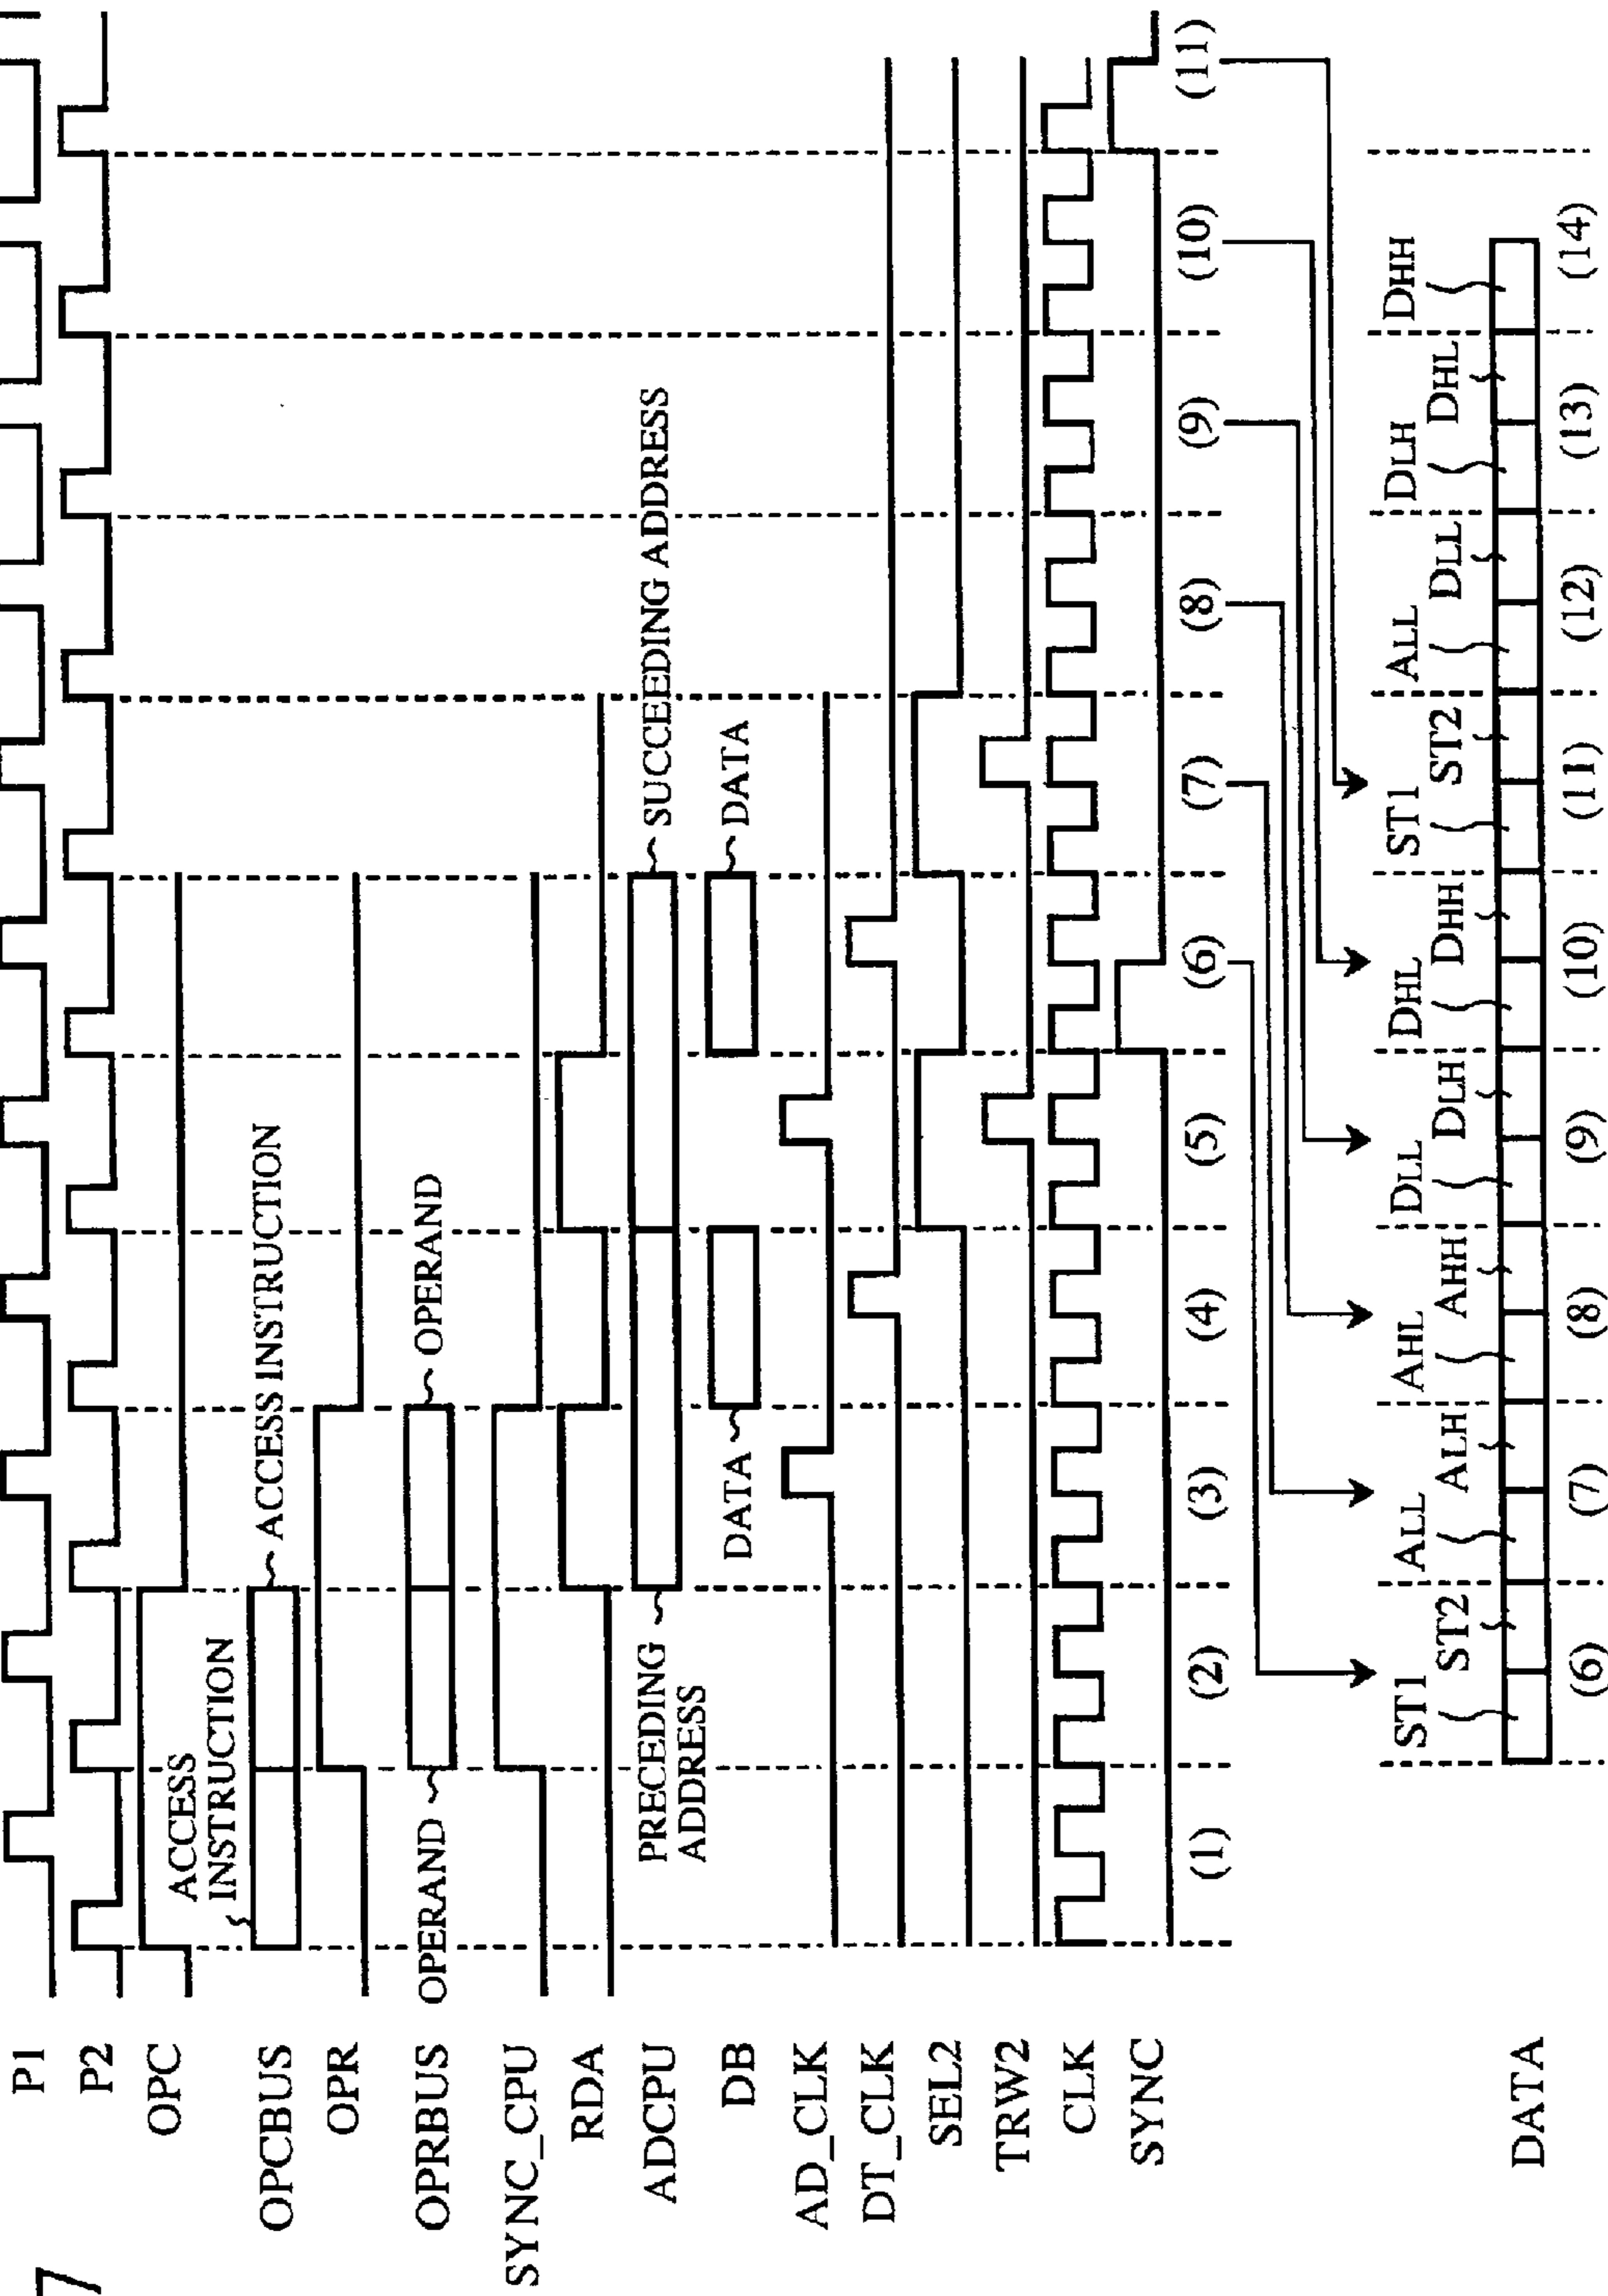 7
P1
P2
OPC
OPCBUS
ACCESS
INSTRUCTION
ACCESS INSTRUCTION
OPR
OPRBUS
OPERAND
OPERAND
SYNC_CPU
RDA
ADCPU
PRECEDING
ADDRESS
SUCCEEDING ADDRESS
DB
DATA
DATA
AD_CLK
DT_CLK
SEL2
TRW2
CLK
SYNC
(1) (2) (3) (4) (5) (6) (7) (8) (9) (10) (11)
ST1 ALL AHL DLL DHL ST1 ALL DLH DHH
ST2 ALH AHH DLH DHH ST2 DLL DHL
DATA
(6) (7) (8) (9) (10) (11) (12) (13) (14)